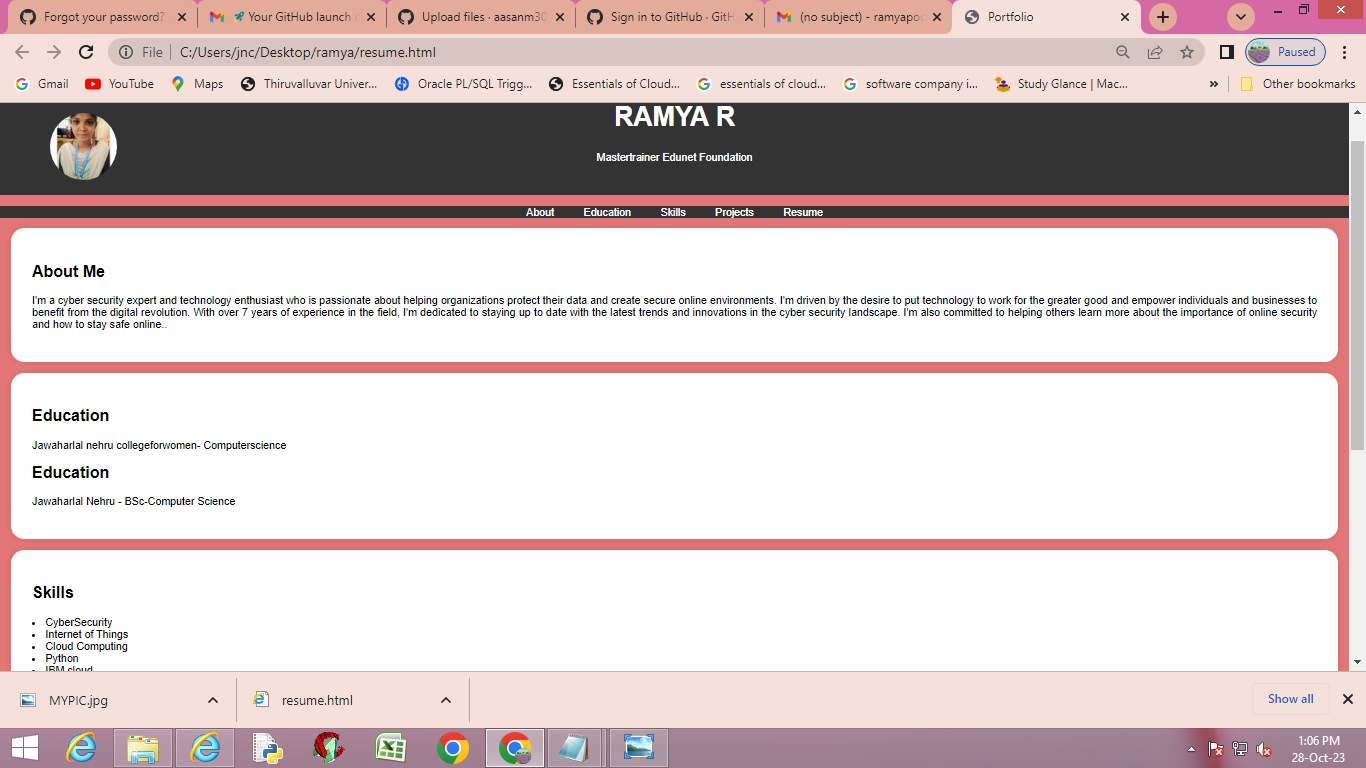 Forgot your password?
Your GitHub launch
Upload files · aasanm30
Sign in to GitHub · GitH
(no subject) - ramyapo
Portfolio
File
C:/Users/jnc/Desktop/ramya/resume.html
Paused
Gmail
YouTube
Maps
Thiruvalluvar Univer...
Oracle PL/SQL Trigg...
Essentials of Cloud...
essentials of cloud...
software company i...
Study Glance | Mac...
»
Other bookmarks
RAMYA R
Mastertrainer Edunet Foundation
About Education Skills Projects Resume
About Me
I'm a cyber security expert and technology enthusiast who is passionate about helping organizations protect their data and create secure online environments. I'm driven by the desire to put technology to work for the greater good and empower individuals and businesses to
benefit from the digital revolution. With over 7 years of experience in the field, I'm dedicated to staying up to date with the latest trends and innovations in the cyber security landscape. I'm also committed to helping others learn more about the importance of online security
and how to stay safe online..
Education
Jawaharlal nehru collegeforwomen- Computerscience
Education
Jawaharlal Nehru - BSc-Computer Science
Skills
• CyberSecurity
• Internet of Things
• Cloud Computing
• Python
• IBM cloud
MYPIC.jpg
resume.html
Show all
1:06 PM
28-Oct-23